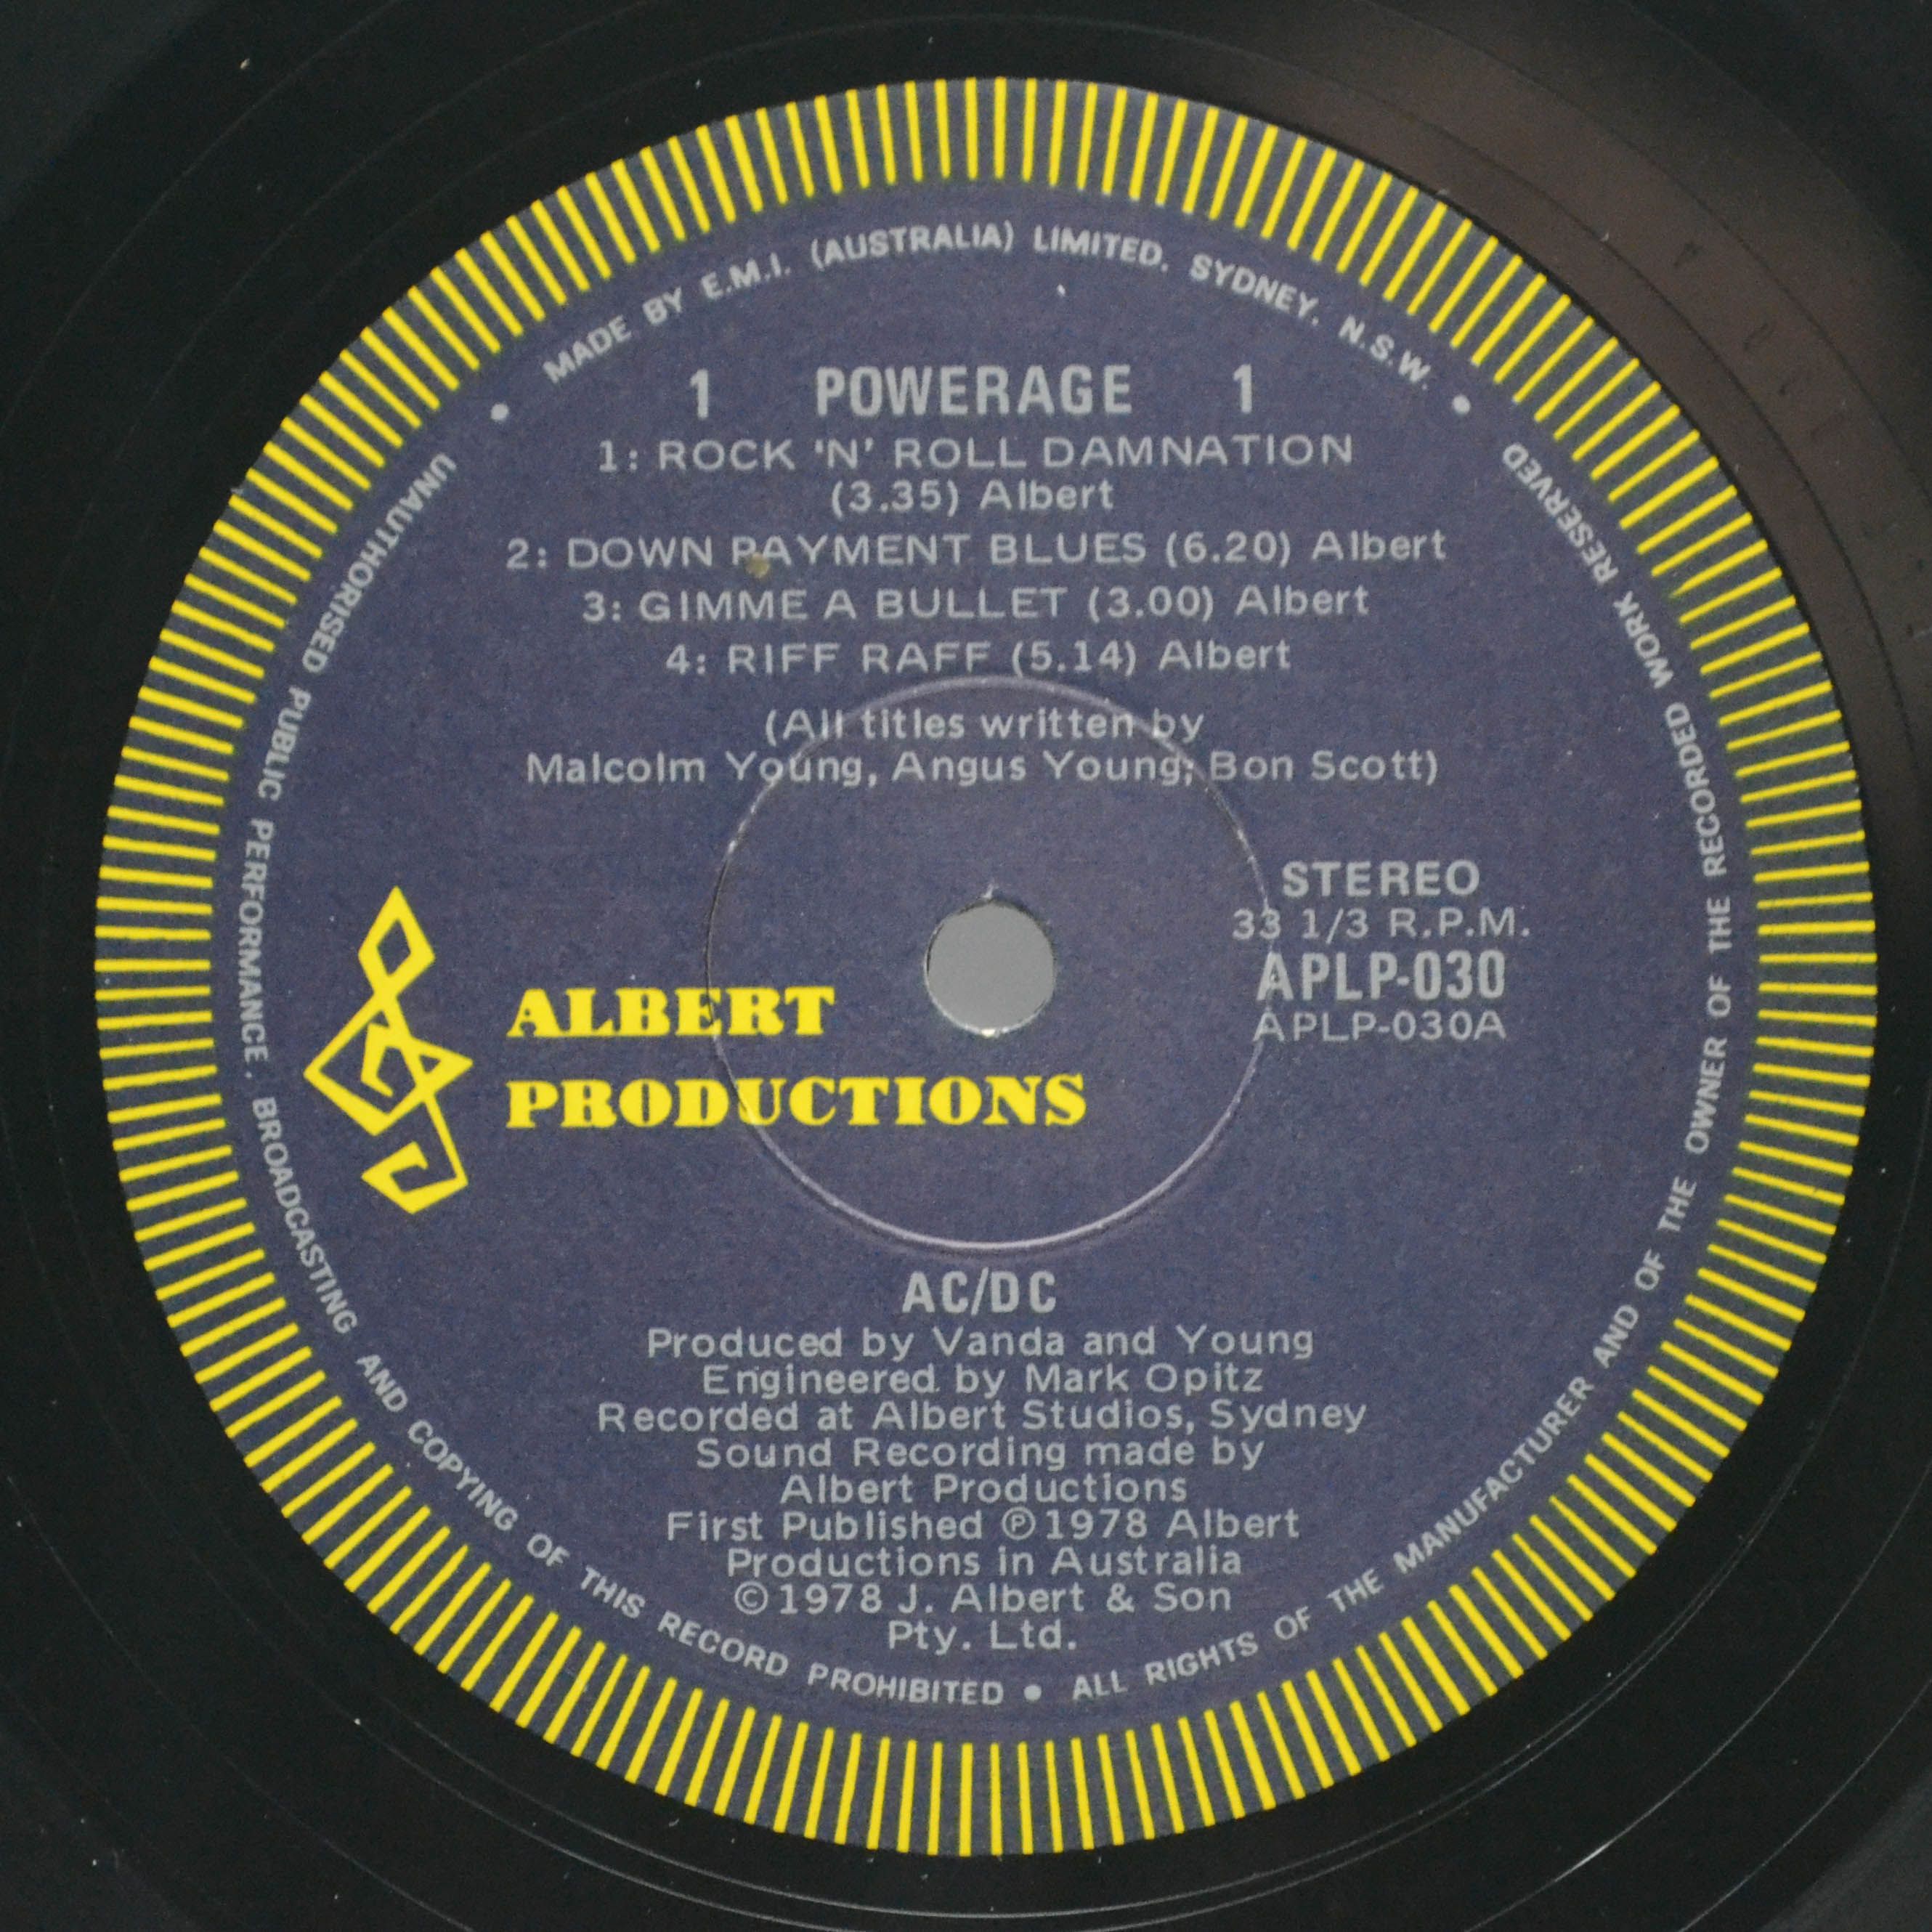 MADE BY E.M.I. (AUSTRALIA) LIMITED. SYDNEY. N.S.W. •
1 POWERAGE 1
1: ROCK 'N' ROLL DAMNATION
(3.35) Albert
2: DOWN PAYMENT BLUES (6.20) Albert
3: GIMME A BULLET (3.00) Albert
4: RIFF RAFF (5.14) Albert
(All titles written by
Malcolm Young, Angus Young; Bon Scott)
STEREO
33 1/3 R.P.M.
APLP-030
APLP-030A
ALBERT
PRODUCTIONS
AC/DC
Produced by Vanda and Young
Engineered by Mark Opitz
Recorded at Albert Studios, Sydney
Sound Recording made by
Albert Productions
First Published ℗1978 Albert
Productions in Australia
©1978 J. Albert & Son
Pty. Ltd.
• UNAUTHORISED PUBLIC PERFORMANCE, BROADCASTING AND COPYING OF THIS RECORD PROHIBITED • ALL RIGHTS OF THE MANUFACTURER AND OF THE OWNER OF THE RECORDED WORK RESERVED